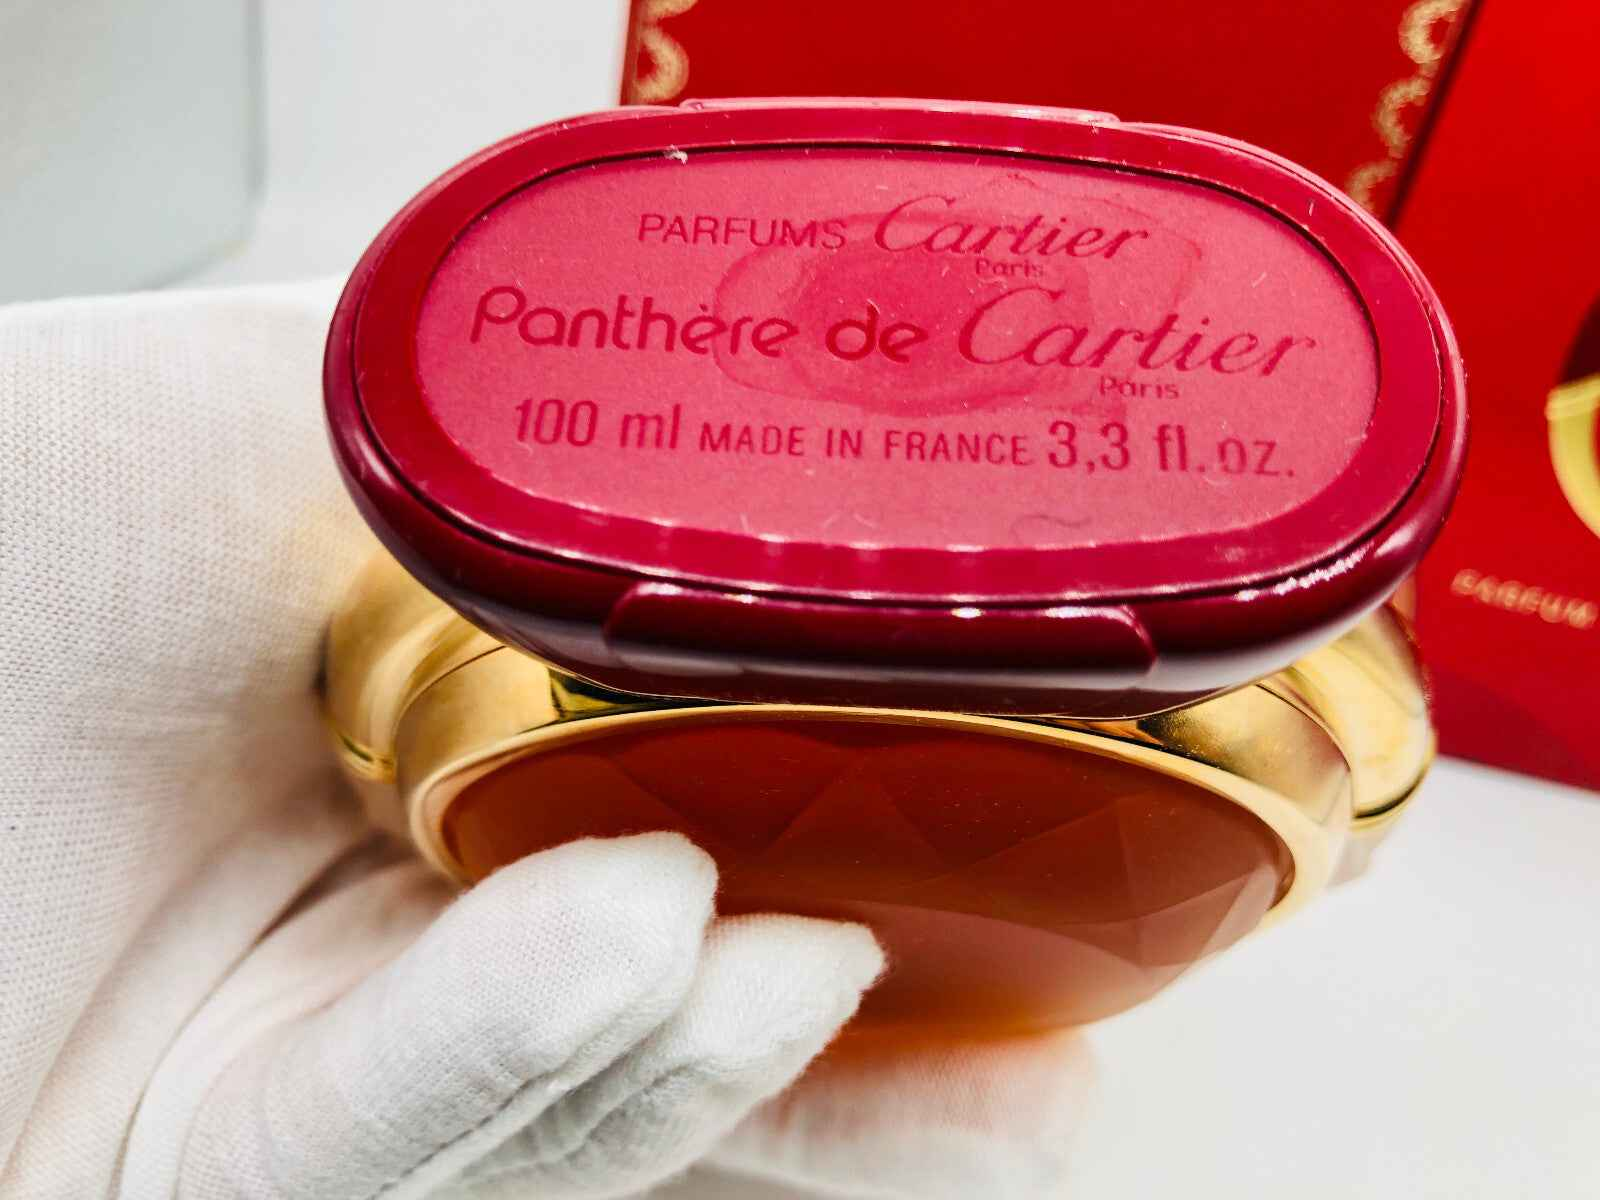 PARFUMS Cartier
Paris
Panthère de Cartier
Paris
100 ml MADE IN FRANCE 3,3 fl.oz.
PARFUM